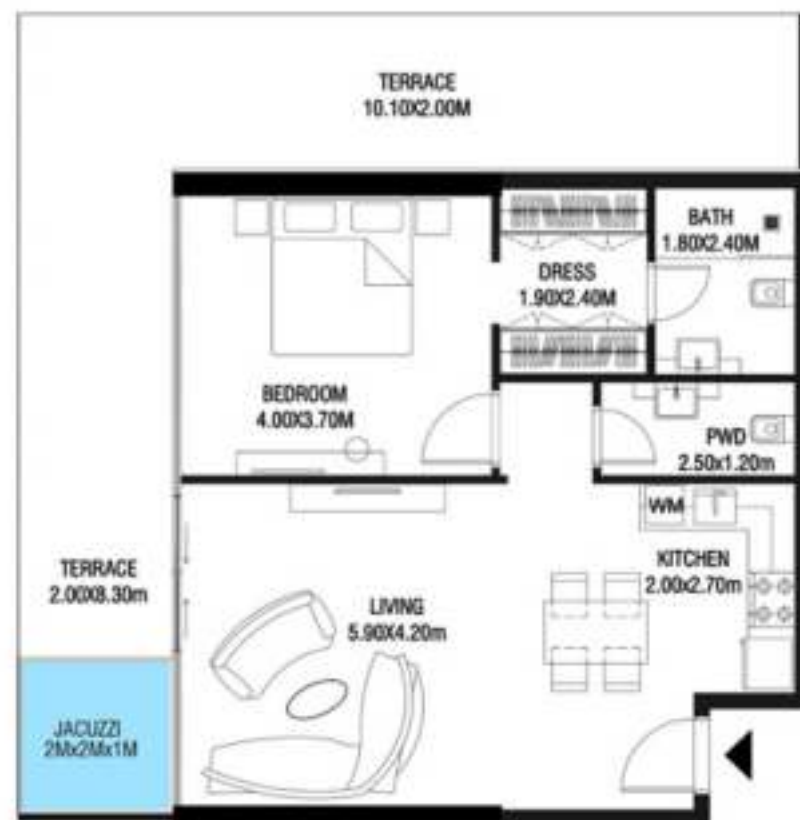 TERRACE
10.10X2.00M
BATH
1.80X2.40M
DRESS
1.90X2.40M
BEDROOM
4.00X3.70M
PWD
2.50x1.20m
WM
KITCHEN
2.00x2.70m
TERRACE
2.00X8.30m
LIVING
5.90X4.20m
JACUZZI
2Mx2Mx1M